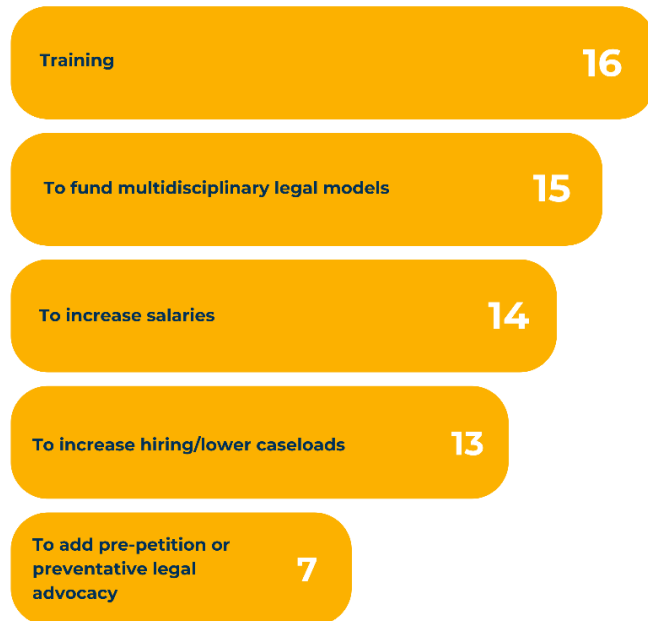 Training
16
To fund multidisciplinary legal models
15
To increase salaries
14
To increase hiring/lower caseloads
13
To add pre-petition or
preventative legal
advocacy
7